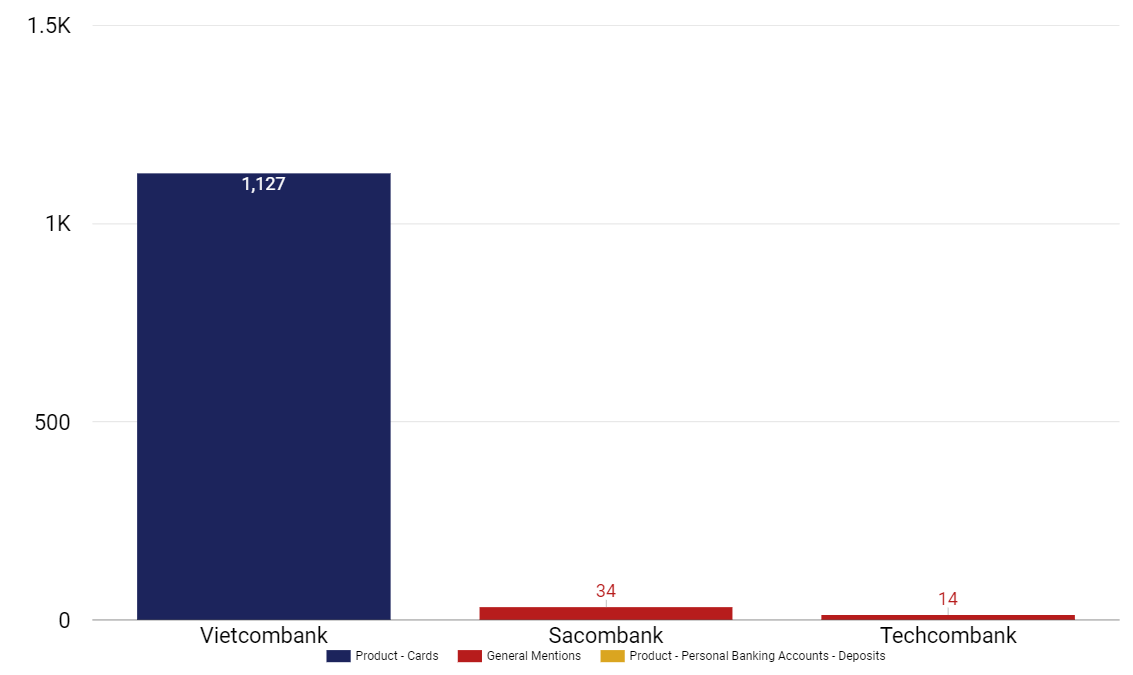 1.5K
1,127
1K
500
34
14
0
Vietcombank Sacombank Techcombank
Product - Cards General Mentions Product - Personal Banking Accounts - Deposits